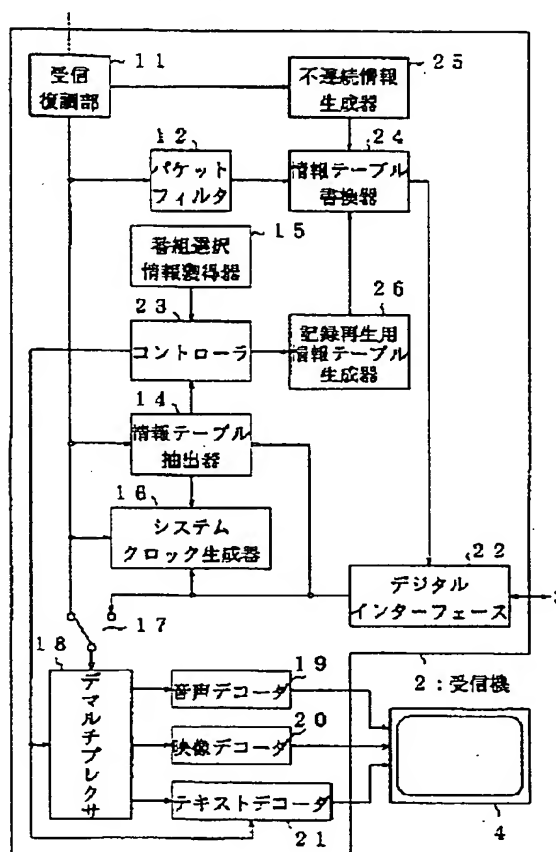 11
受信
復調部
25
不連続情報
生成器
12
パケット
フィルタ
24
情報テーブル
書換器
15
番組選択
情報獲得器
23
コントローラ
26
記録再生用
情報テーブル
生成器
14
情報テーブル
抽出器
16
システム
クロック生成器
22
デジタル
インターフェース
3
17
18
デマルチプレクサ
19
音声デコーダ
2:受信機
20
映像デコーダ
テキストデコーダ
21
4